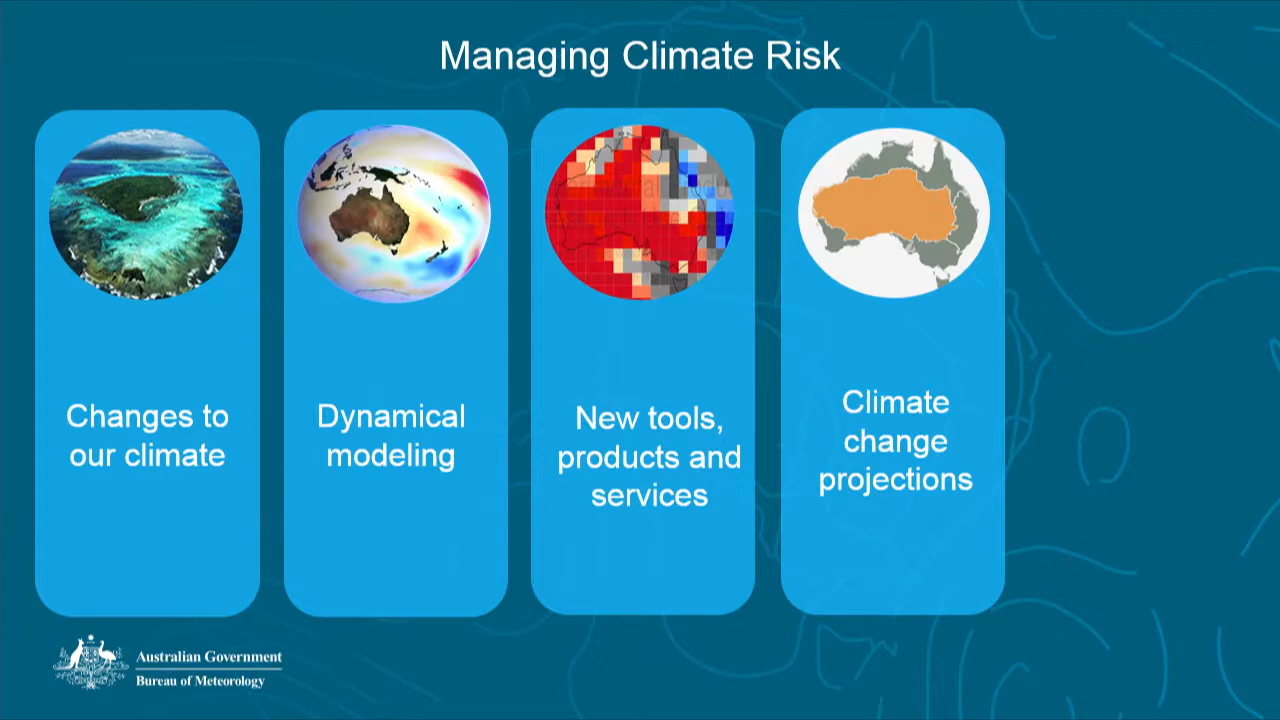 Managing Climate Risk
Changes to
our climate
Dynamical
modeling
New tools,
products and
services
Climate
change
projections
Australian Government
Bureau of Meteorology